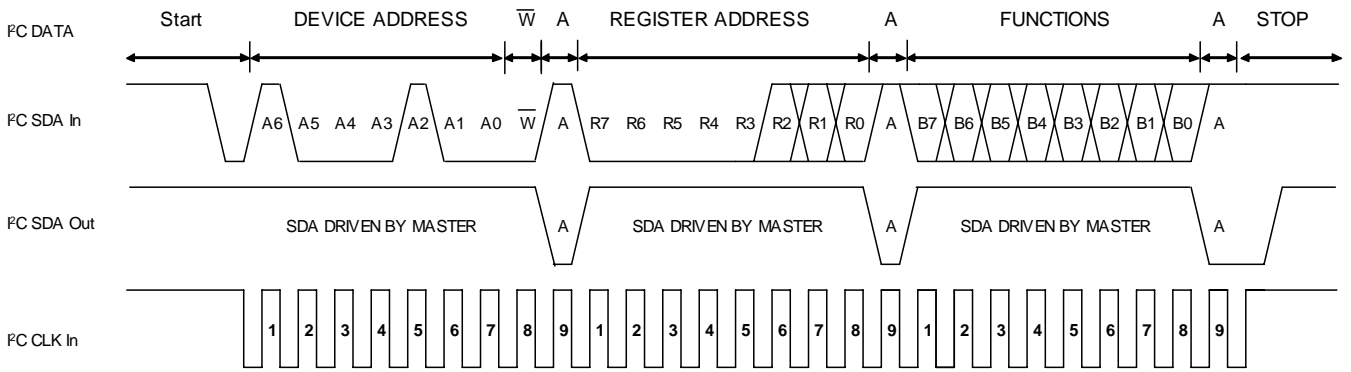 I²C DATA Start DEVICE ADDRESS W̅ A REGISTER ADDRESS A FUNCTIONS A STOP
I²C SDA In A6 A5 A4 A3 A2 A1 A0 W̅ A R7 R6 R5 R4 R3 R2 R1 R0 A B7 B6 B5 B4 B3 B2 B1 B0 A
I²C SDA Out SDA DRIVEN BY MASTER A SDA DRIVEN BY MASTER A SDA DRIVEN BY MASTER A
I²C CLK In 1 2 3 4 5 6 7 8 9 1 2 3 4 5 6 7 8 9 1 2 3 4 5 6 7 8 9